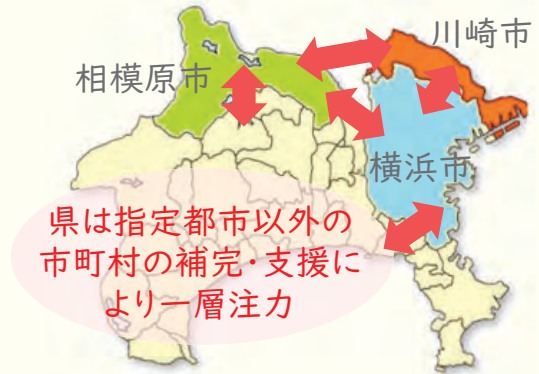 川崎市
相模原市
横浜市
県は指定都市以外の
市町村の補完・支援に
より一層注力